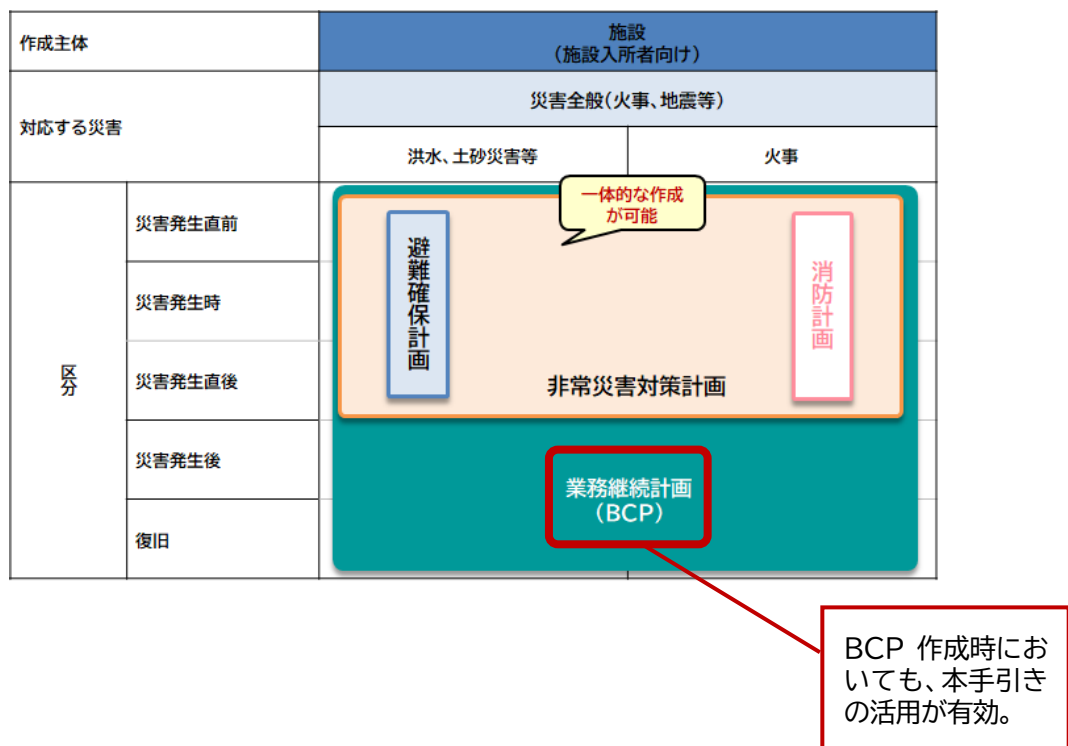 作成主体
施設
（施設入所者向け）
対応する災害
災害全般（火事、地震等）
洪水、土砂災害等
火事
区分
災害発生直前
災害発生時
災害発生直後
災害発生後
復旧
一体的な作成
が可能
避難確保計画
消防計画
非常災害対策計画
業務継続計画
（BCP）
BCP 作成時にお
いても、本手引き
の活用が有効。